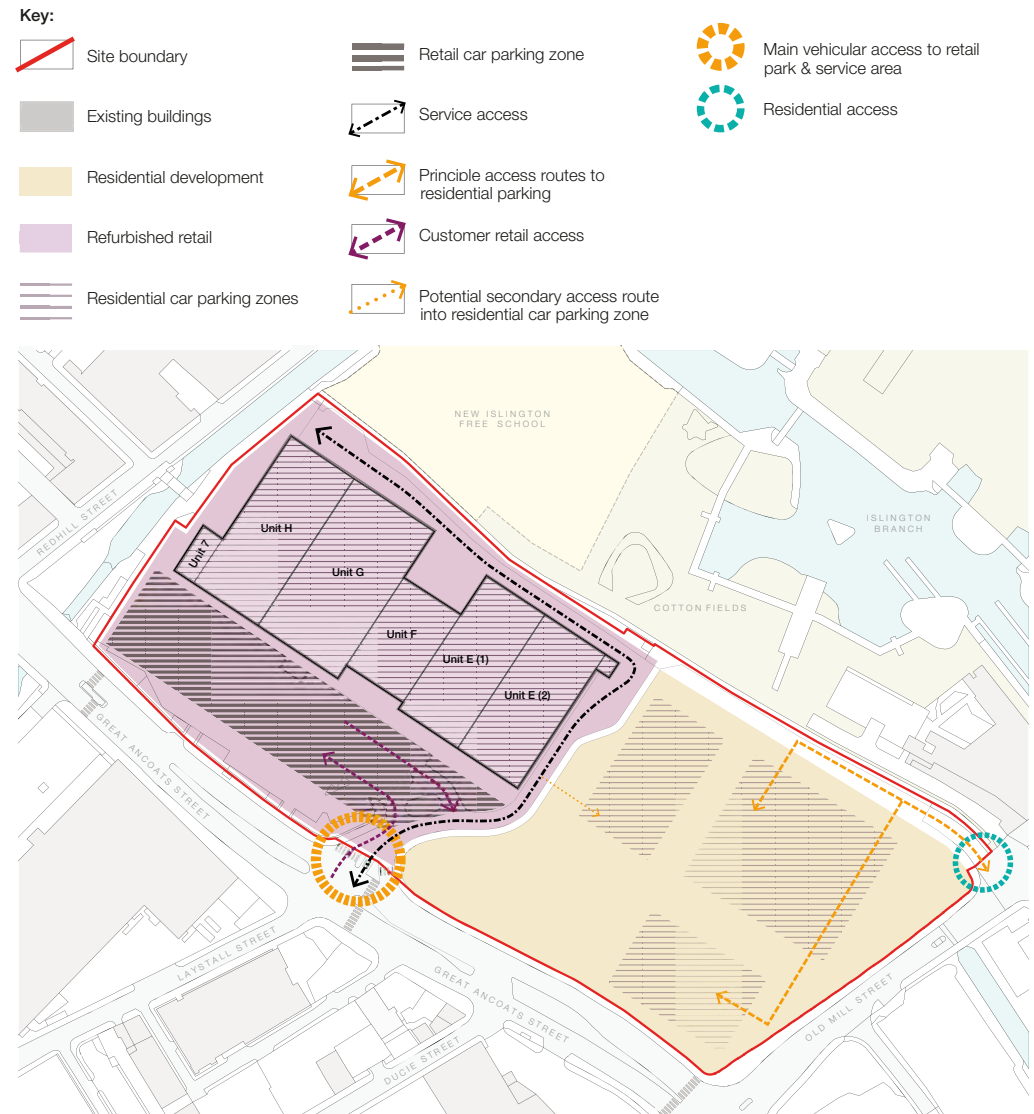 Key:
Site boundary
Existing buildings
Residential development
Refurbished retail
Residential car parking zones
Retail car parking zone
Service access
Principle access routes to
residential parking
Customer retail access
Potential secondary access route
into residential car parking zone
Main vehicular access to retail
park & service area
Residential access
NEW ISLINGTON
FREE SCHOOL
ISLINGTON
BRANCH
REDHILL STREET
Unit H
Unit 7
Unit G
COTTON FIELDS
Unit F
Unit E (1)
Unit E (2)
GREAT ANCOATS STREET
LAYSTALL STREET
GREAT ANCOATS STREET
OLD MILL STREET
DUCIE STREET